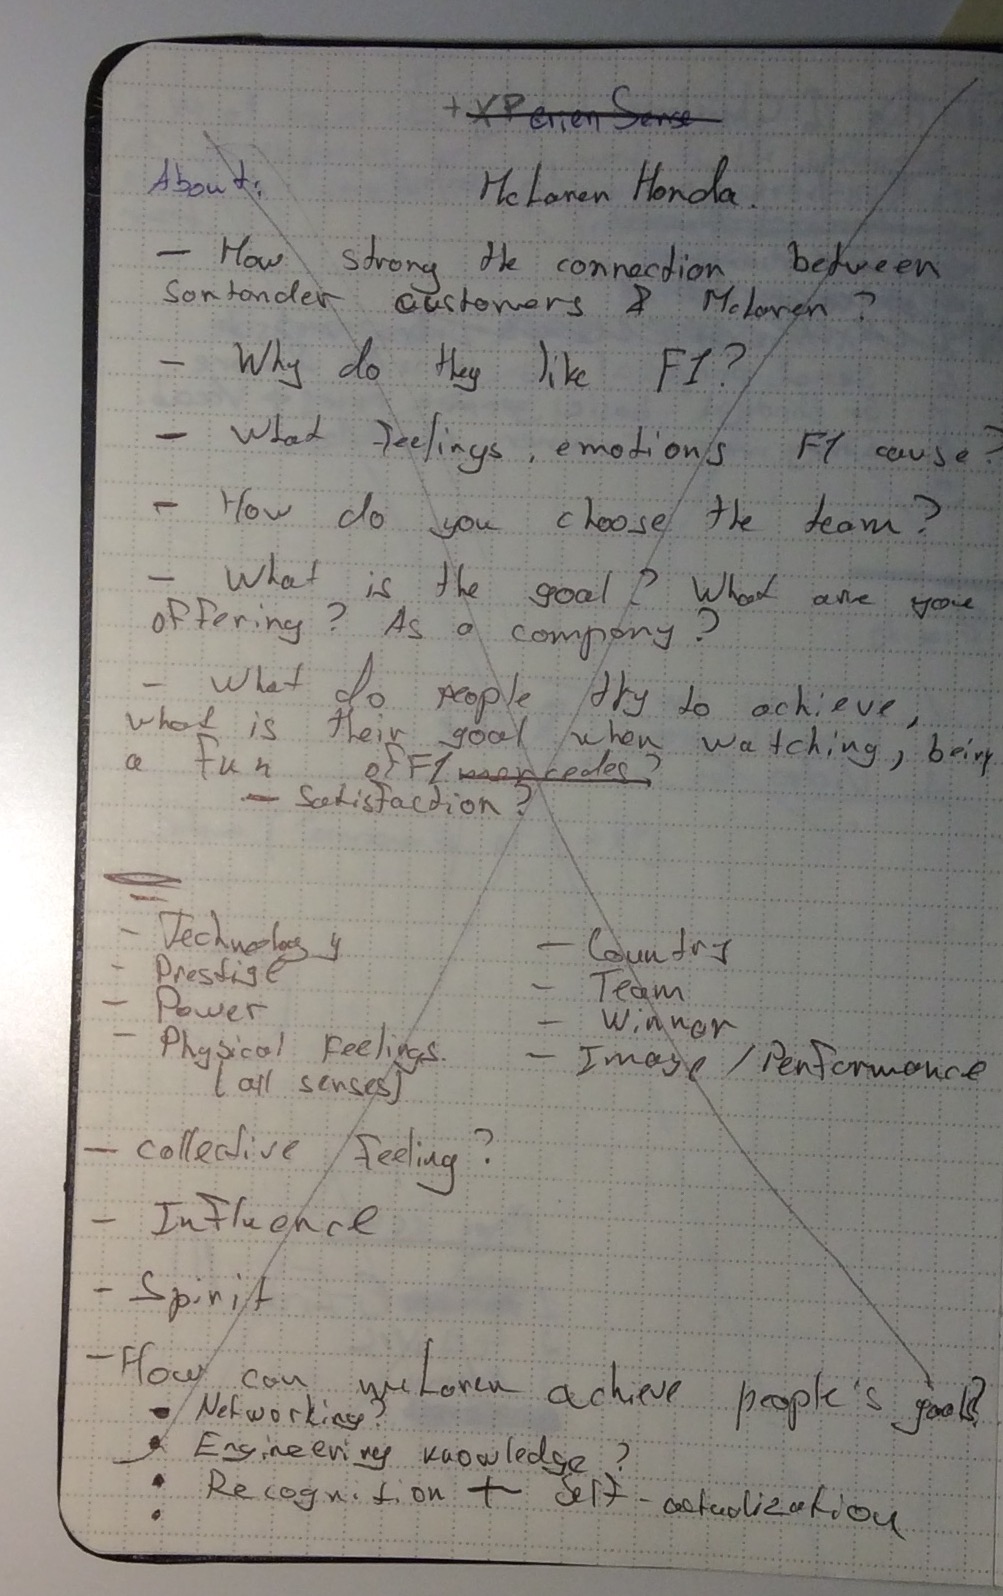 + XPerien Sense
About: McLaren Honda.
- How strong the connection between
Santander customers & McLaren?
- Why do they like F1?
- What feelings, emotions F1 cause?
- How do you choose the team?
- What is the goal? What are you
offering? As a company?
- What do people try to achieve,
what is their goal when watching, being
a fun of F1 mercedes?
- Satisfaction?
- Technology
- Prestige
- Power
- Physical Feelings.
[all senses]
- Country
- Team
- Winner
- Image / Performance
- collective Feeling?
- Influence
- Spirit
- How can mcLaren achieve people's goals?
• Networking?
• Engineering knowledge?
• Recognition + Self-actualization
•